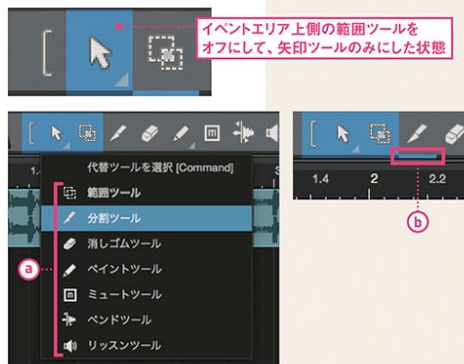 イベントエリア上側の範囲ツールを
オフにして、矢印ツールのみにした状態
代替ツールを選択 [Command]
範囲ツール
分割ツール
消しゴムツール
ペイントツール
ミュートツール
ベンドツール
リッスンツール
a
1.4
2
2.2
b